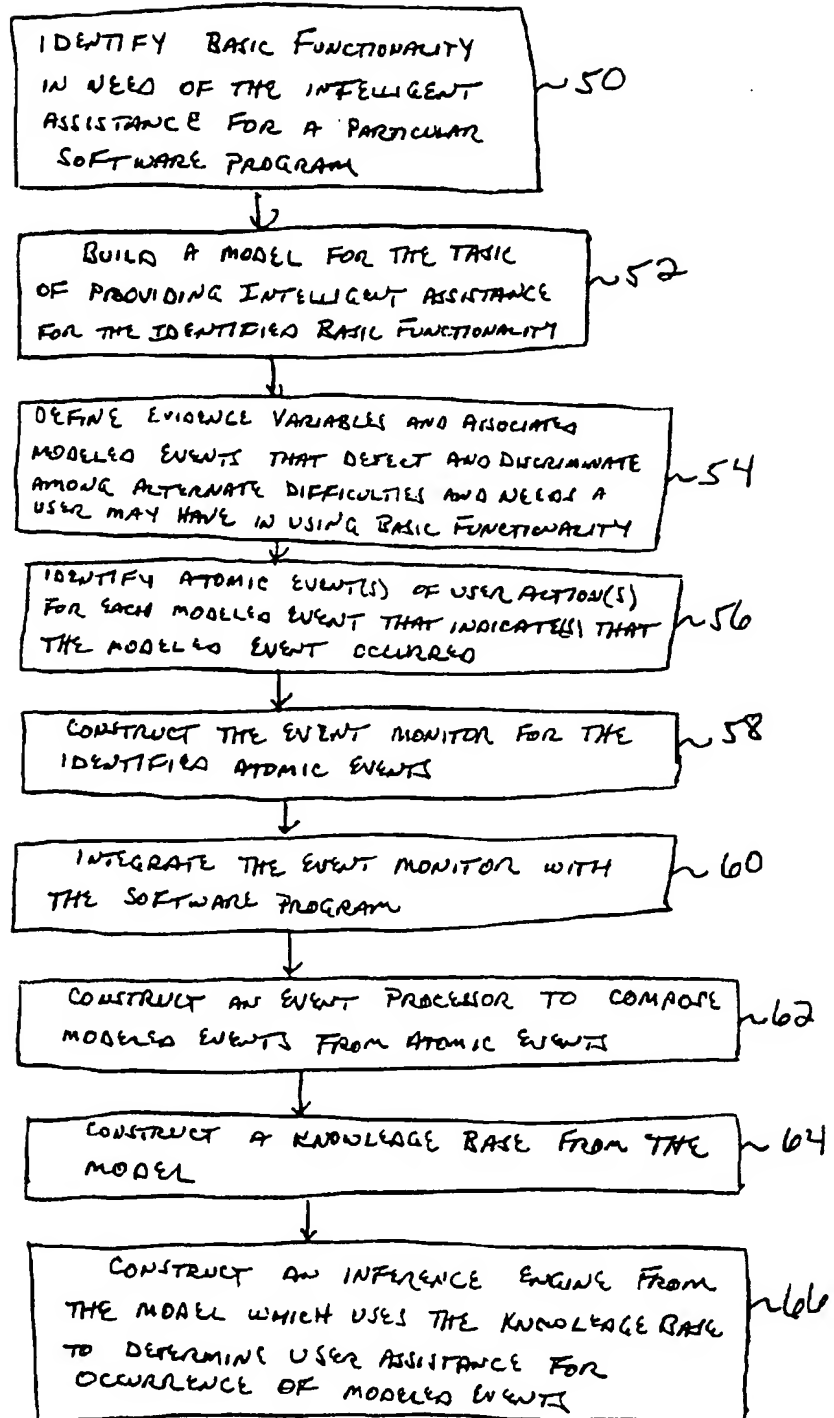 IDENTIFY BASIC FUNCTIONALITY
IN NEED OF THE INTELLIGENT
ASSISTANCE FOR A PARTICULAR
SOFTWARE PROGRAM
50
BUILD A MODEL FOR THE TASK
OF PROVIDING INTELLIGENT ASSISTANCE
FOR THE IDENTIFIED BASIC FUNCTIONALITY
52
DEFINE EVIDENCE VARIABLES AND ASSOCIATED
MODELED EVENTS THAT DETECT AND DISCRIMINATE
AMONG ALTERNATE DIFFICULTIES AND NEEDS A
USER MAY HAVE IN USING BASIC FUNCTIONALITY
54
IDENTIFY ATOMIC EVENT(S) OF USER ACTION(S)
FOR EACH MODELED EVENT THAT INDICATE(S) THAT
THE MODELED EVENT OCCURRED
56
CONSTRUCT THE EVENT MONITOR FOR THE
IDENTIFIED ATOMIC EVENTS
58
INTEGRATE THE EVENT MONITOR WITH
THE SOFTWARE PROGRAM
60
CONSTRUCT AN EVENT PROCESSOR TO COMPOSE
MODELED EVENTS FROM ATOMIC EVENTS
62
CONSTRUCT A KNOWLEDGE BASE FROM THE
MODEL
64
CONSTRUCT AN INFERENCE ENGINE FROM
THE MODEL WHICH USES THE KNOWLEAGE BASE
TO DETERMINE USER ASSISTANCE FOR
OCCURRENCE OF MODELED EVENTS
66